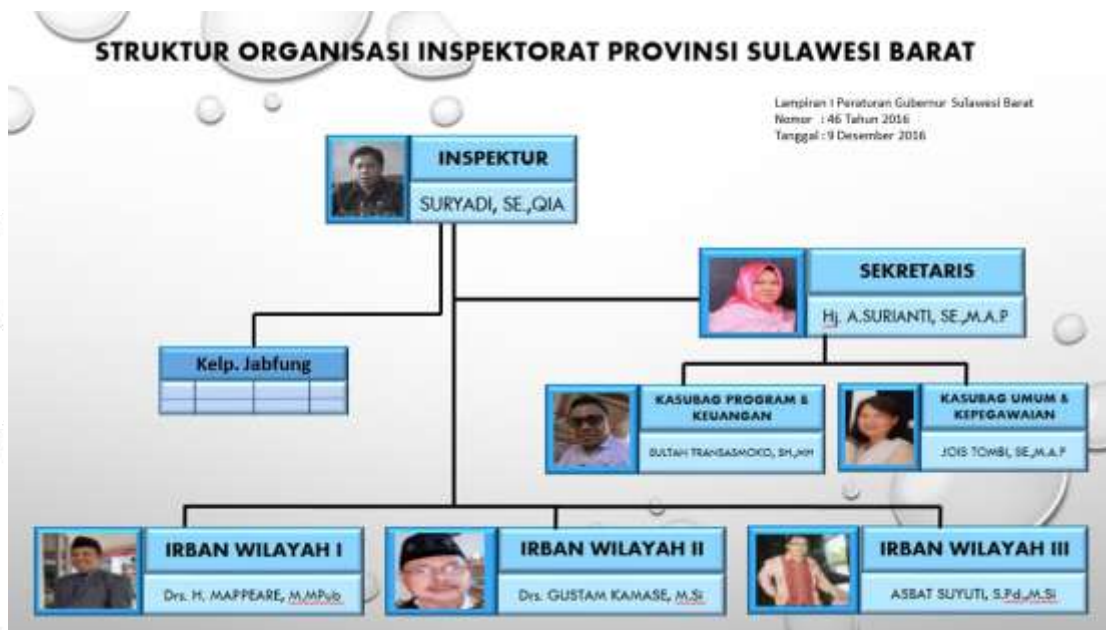 STRUKTUR ORGANISASI INSPEKTORAT PROVINSI SULAWESI BARAT
Lampiran I Peraturan Gubernur Sulawesi Barat
Nomor : 46 Tahun 2016
Tanggal : 9 Desember 2016
INSPEKTUR
SURYADI, SE.,QIA
SEKRETARIS
Hj. A.SURIANTI, SE.,M.A.P
Kelp. Jabfung
KASUBAG PROGRAM &
KEUANGAN
SULTAN TRANSASMOKO, SH.,MH
KASUBAG UMUM &
KEPEGAWAIAN
JOIS TOMBI, SE.,M.A.P
IRBAN WILAYAH I
Drs. H. MAPPEARE, M.MPub
IRBAN WILAYAH II
Drs. GUSTAM KAMASE, M.Si
IRBAN WILAYAH III
ASBAT SUYUTI, S.Pd.,M.Si